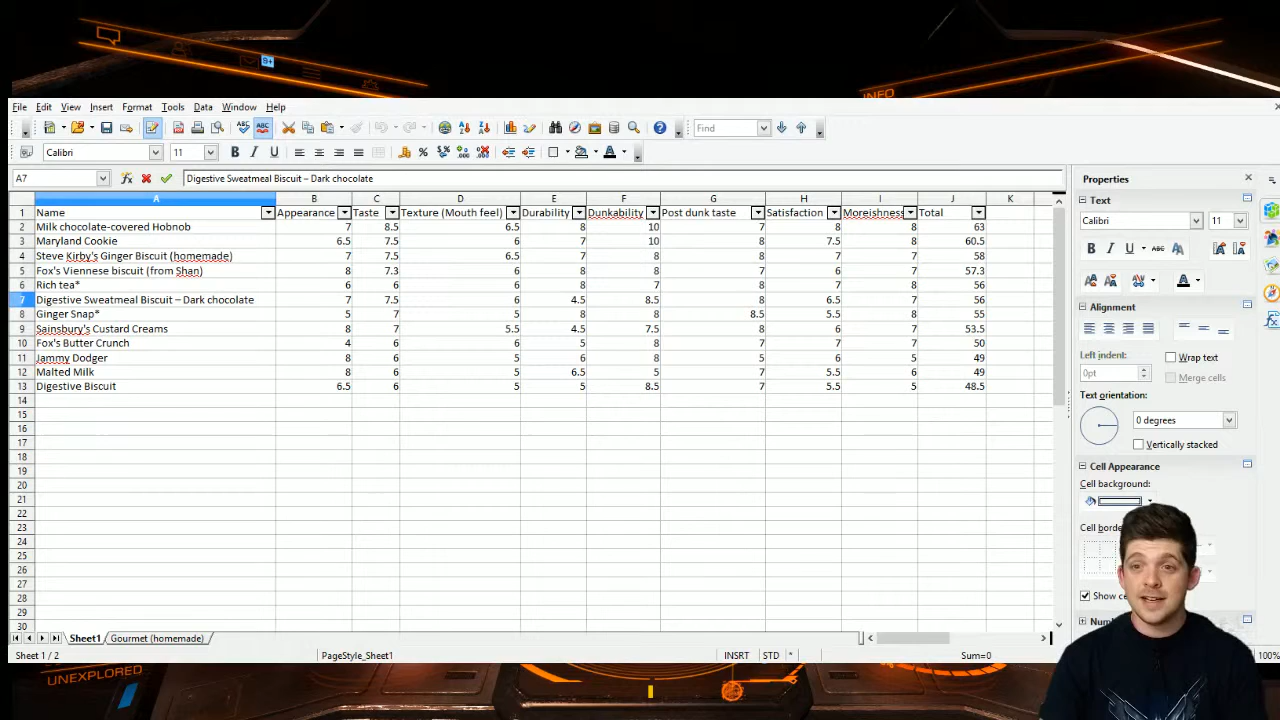 INFO
9+
File Edit View Insert Format Tools Data Window Help
Find
Calibri 11
A7 Digestive Sweatmeal Biscuit – Dark chocolate
Properties
A B C D E F G H I J K
1 Name Appearance Taste Texture (Mouth feel) Durability Dunkability Post dunk taste Satisfaction Moreishness Total
2 Milk chocolate-covered Hobnob 7 8.5 6.5 8 10 7 8 8 63
3 Maryland Cookie 6.5 7.5 6 7 10 8 7.5 8 60.5
4 Steve Kirby's Ginger Biscuit (homemade) 7 7.5 6.5 7 8 8 7 7 58
5 Fox's Viennese biscuit (from Shan) 8 7.3 6 8 8 7 6 7 57.3
6 Rich tea* 6 6 6 8 7 8 7 8 56
7 Digestive Sweatmeal Biscuit – Dark chocolate 7 7.5 6 4.5 8.5 8 6.5 7 56
8 Ginger Snap* 5 7 5 8 8 8.5 5.5 8 55
9 Sainsbury's Custard Creams 8 7 5.5 4.5 7.5 8 6 7 53.5
10 Fox's Butter Crunch 4 6 6 5 8 7 7 7 50
11 Jammy Dodger 8 6 5 6 8 5 6 5 49
12 Malted Milk 8 6 5 6.5 5 7 5.5 6 49
13 Digestive Biscuit 6.5 6 5 5 8.5 7 5.5 5 48.5
14
15
16
17
18
19
20
21
22
23
24
25
26
27
28
29
30
Text
Calibri 11
Alignment
Left indent: Wrap text
0pt Merge cells
Text orientation:
0 degrees
Vertically stacked
Cell Appearance
Cell background:
Cell bord
Show ce
Num
Sheet1 Gourmet (homemade)
Sheet 1 / 2 PageStyle_Sheet1 INSRT STD * Sum=0 100%
UNEXPLORED